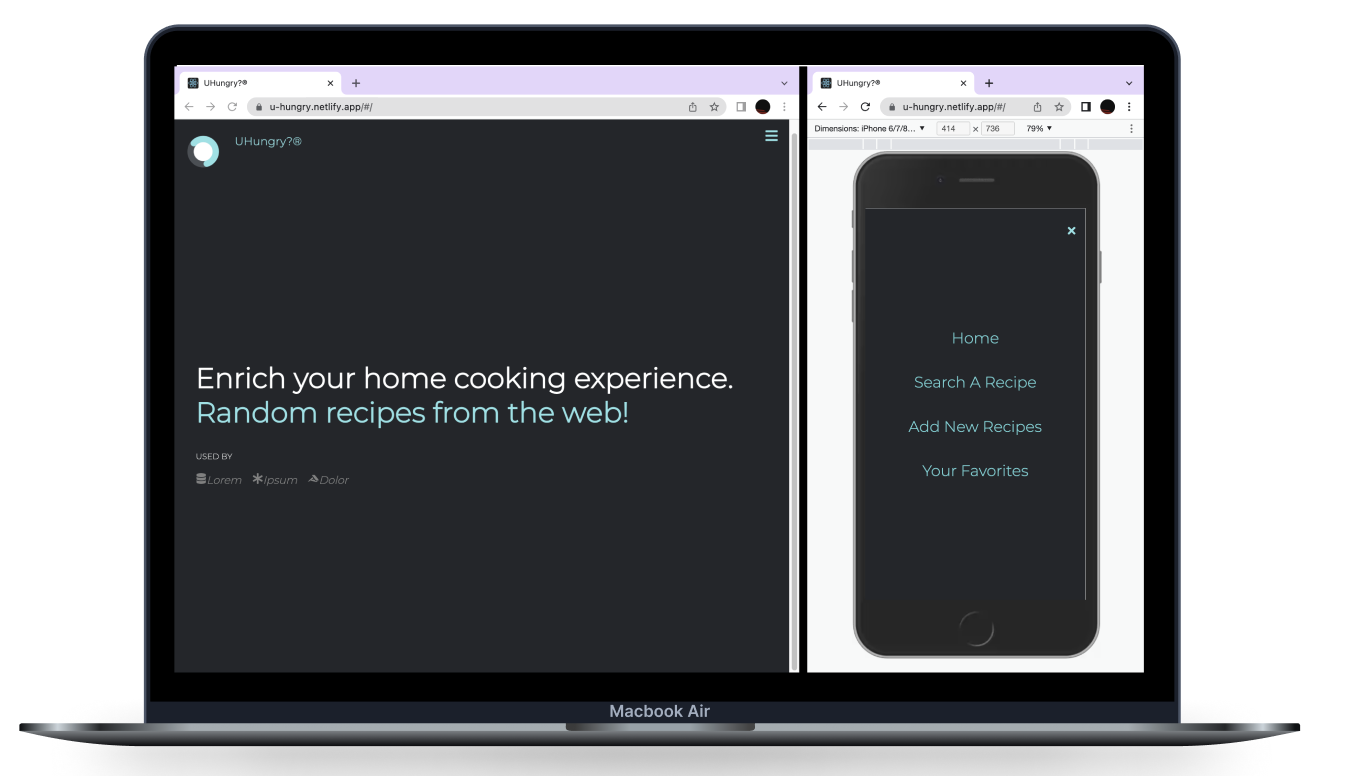 UHungry?®
u-hungry.netlify.app/#/
UHungry?®
Enrich your home cooking experience.
Random recipes from the web!
USED BY
Lorem Ipsum Dolor
UHungry?®
u-hungry.netlify.app/#/
Dimensions: iPhone 6/7/8... ▼ 414 × 736 79% ▼
Home
Search A Recipe
Add New Recipes
Your Favorites
Macbook Air